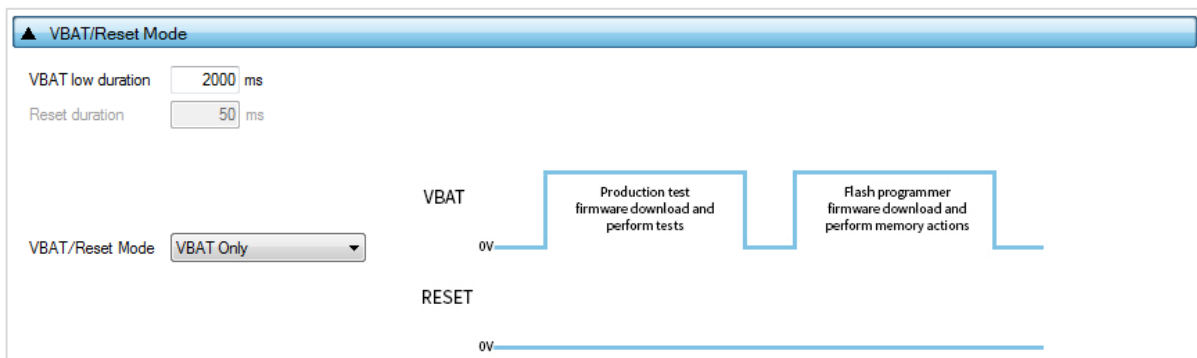 VBAT/Reset Mode
VBAT low duration 2000 ms
Reset duration 50 ms
VBAT
Production test
firmware download and
perform tests
Flash programmer
firmware download and
perform memory actions
0V
VBAT/Reset Mode VBAT Only
RESET
0V